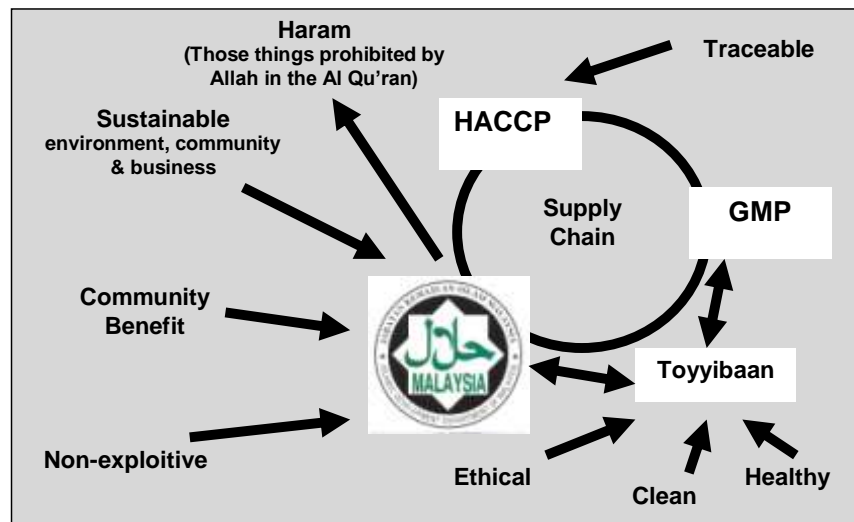 Haram
(Those things prohibited by
Allah in the Al Qu’ran)
Traceable
Sustainable
environment, community
& business
HACCP
Supply
Chain
GMP
Community
Benefit
حلال
MALAYSIA
Toyyibaan
Non-exploitive
Ethical
Clean
Healthy